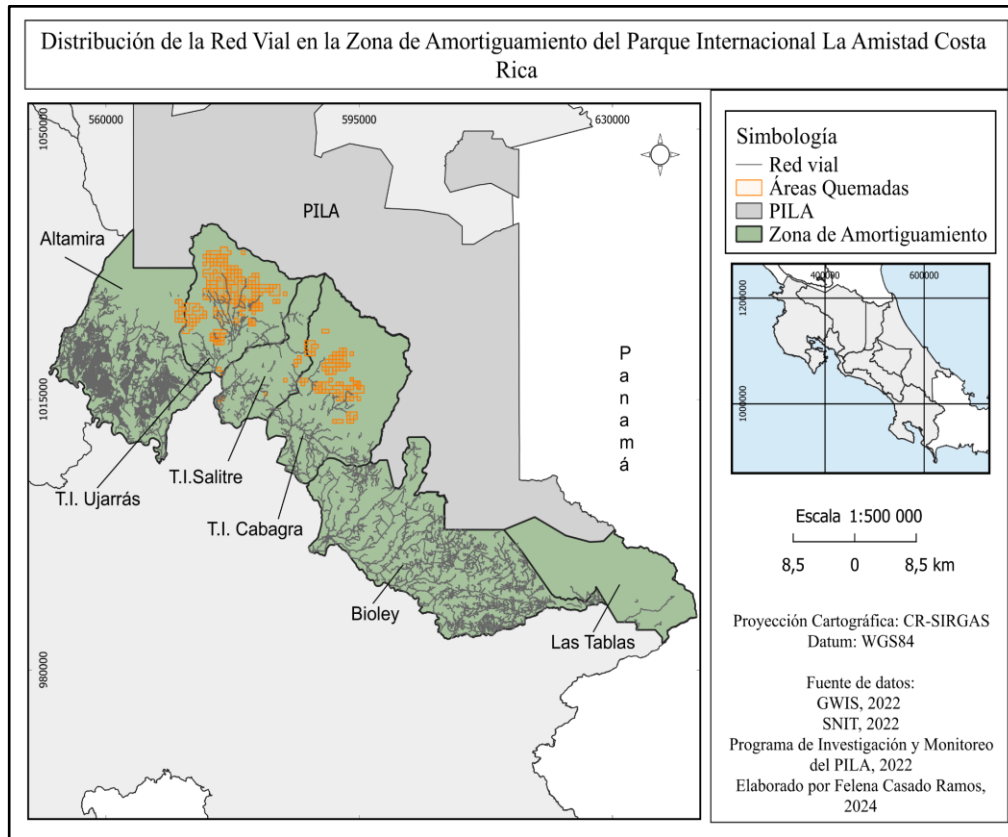 Distribución de la Red Vial en la Zona de Amortiguamiento del Parque Internacional La Amistad Costa
Rica
560000
595000
630000
1050000
1015000
980000
PILA
Altamira
T.I. Ujarrás
T.I.Salitre
T.I. Cabagra
Bioley
Las Tablas
Panamá
Simbología
Red vial
Áreas Quemadas
PILA
Zona de Amortiguamiento
400000
600000
1200000
1000000
Escala 1:500 000
8,5 0 8,5 km
Proyección Cartográfica: CR-SIRGAS
Datum: WGS84
Fuente de datos:
GWIS, 2022
SNIT, 2022
Programa de Investigación y Monitoreo
del PILA, 2022
Elaborado por Felena Casado Ramos,
2024